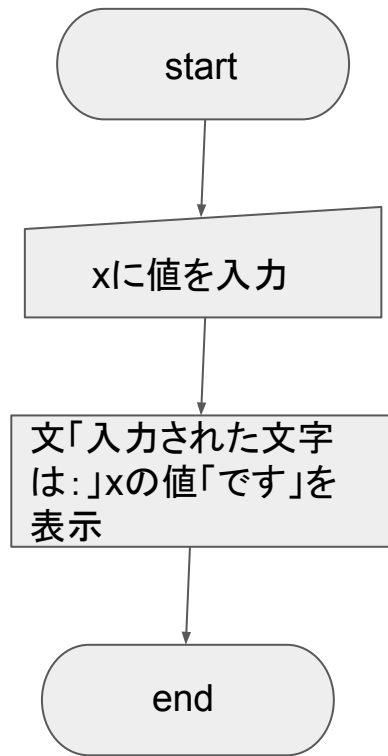 start
xに値を入力
文「入力された文字
は：」xの値「です」を
表示
end